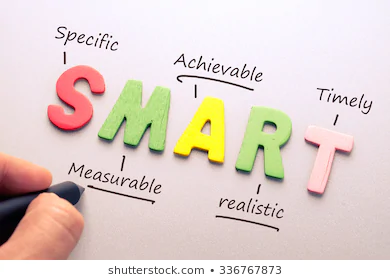 Specific
Achievable
Timely
SMART
Measurable
realistic
shutterstock.com • 336767873